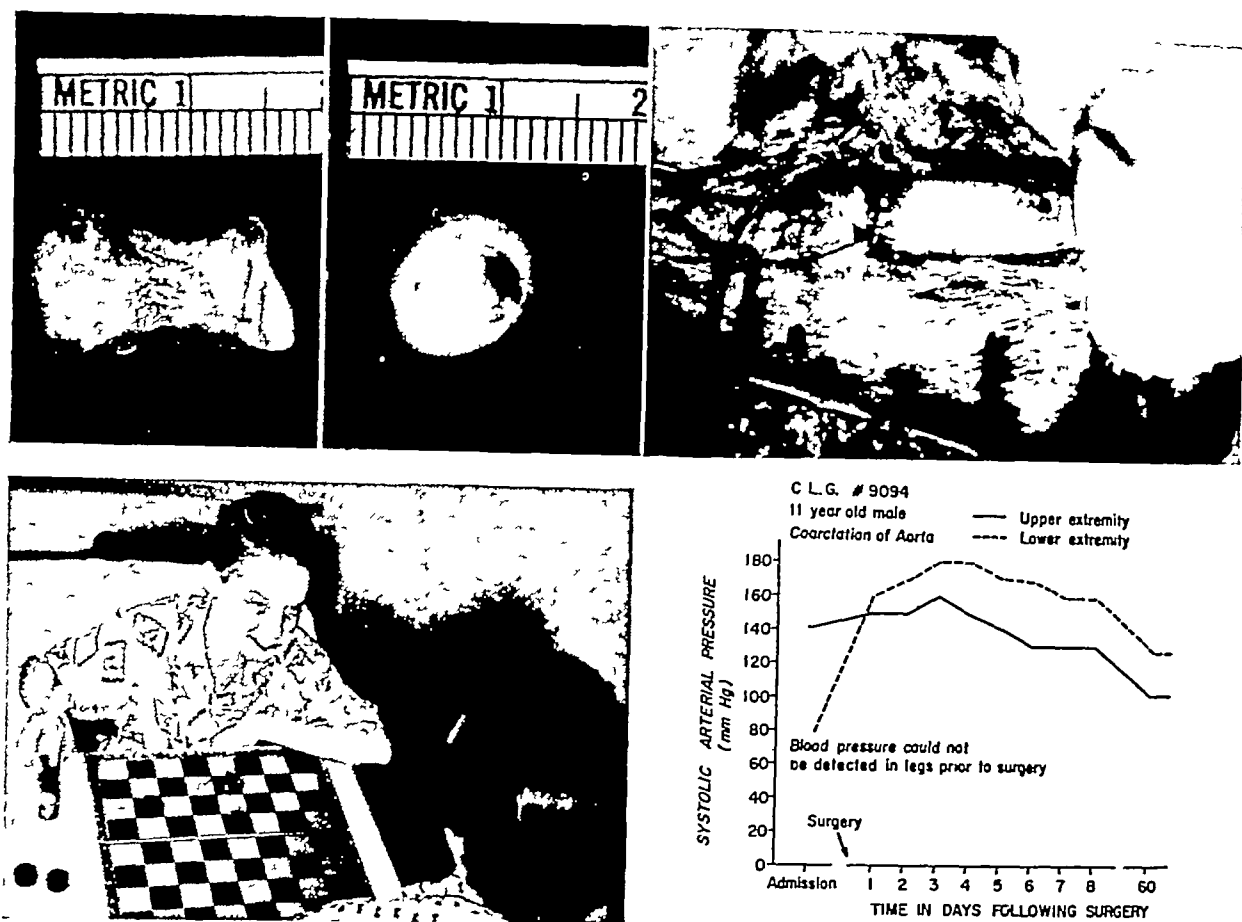 METRIC 1
METRIC 1 2
C L.G. # 9094
11 year old male
Coarctation of Aorta
Upper extremity
Lower extremity
SYSTOLIC ARTERIAL PRESSURE
(mm Hg)
180
160
140
120
100
80
60
40
20
0
Blood pressure could not
be detected in legs prior to surgery
Surgery
Admission 1 2 3 4 5 6 7 8 60
TIME IN DAYS FOLLOWING SURGERY